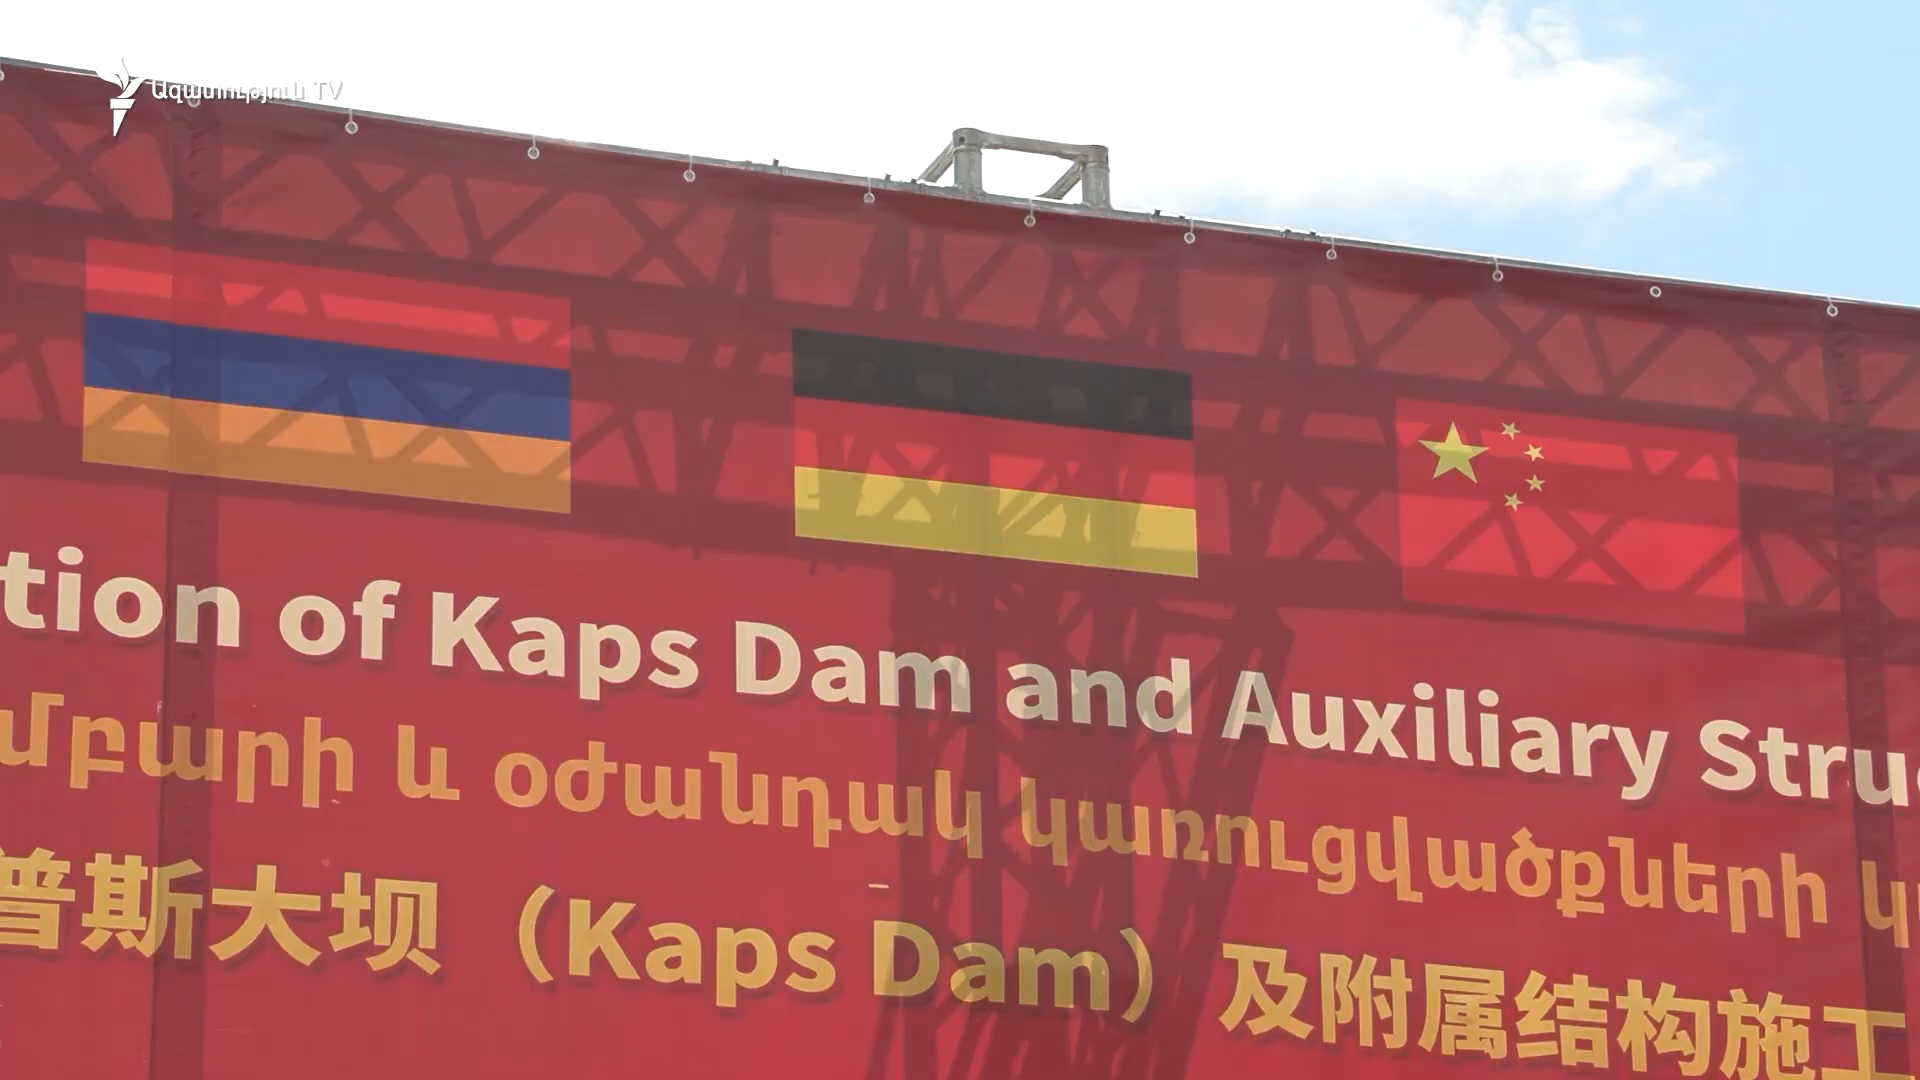 Ազատություն TV
tion of Kaps Dam and Auxiliary Stru
մբարի և օժանդակ կառուցվածքների կ
普斯大坝（Kaps Dam）及附属结构施工